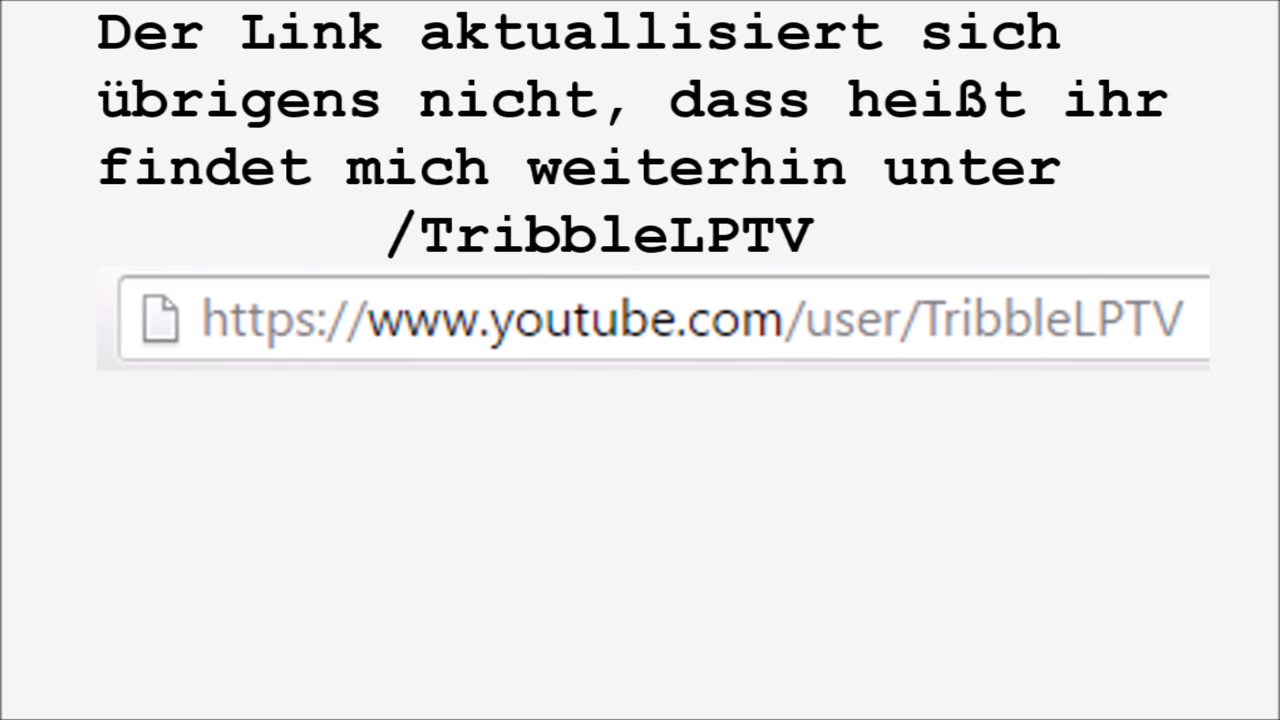 Der Link aktuallisiert sich
übrigens nicht, dass heißt ihr
findet mich weiterhin unter
/TribbleLPTV
https://www.youtube.com/user/TribbleLPTV